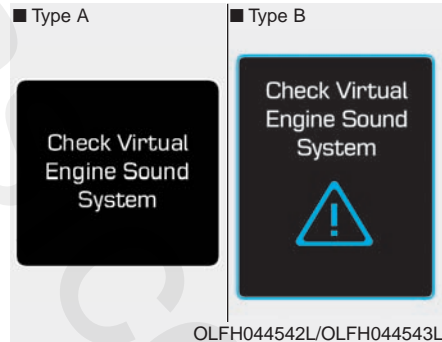 ■ Type A
Check Virtual
Engine Sound
System
■ Type B
Check Virtual
Engine Sound
System
OLFH044542L/OLFH044543L